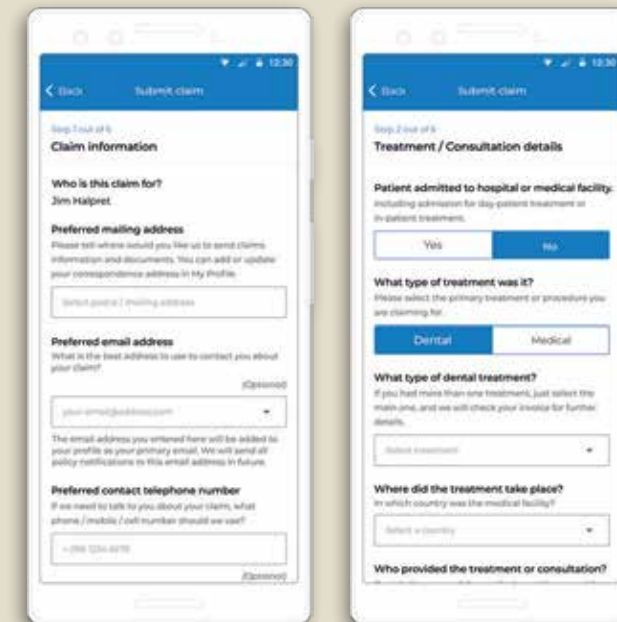 12:30
Back Submit claim
Step 1 out of 6
Claim information
Who is this claim for?
Jim Halpret
Preferred mailing address
Please tell where would you like us to send claims
information and documents. You can add or update
your correspondence address in My Profile.
Select postal / mailing address
Preferred email address
What is the best address to use to contact you about
your claim?
(Optional)
your-email@address.com
The email address you entered here will be added to
your profile as your primary email. We will send all
policy notifications to this email address in future.
Preferred contact telephone number
If we need to talk to you about your claim, what
phone / mobile / cell number should we use?
(Optional)
12:30
Back Submit claim
Step 2 out of 6
Treatment / Consultation details
Patient admitted to hospital or medical facility.
Including admission for day-patient treatment or
in-patient treatment.
Yes No
What type of treatment was it?
Please select the primary treatment or procedure you
are claiming for.
Dental Medical
What type of dental treatment?
If you had more than one treatment, just select the
main one, and we will check your invoice for further
details.
Select treatment
Where did the treatment take place?
In which country was the medical facility?
Select a country
Who provided the treatment or consultation?